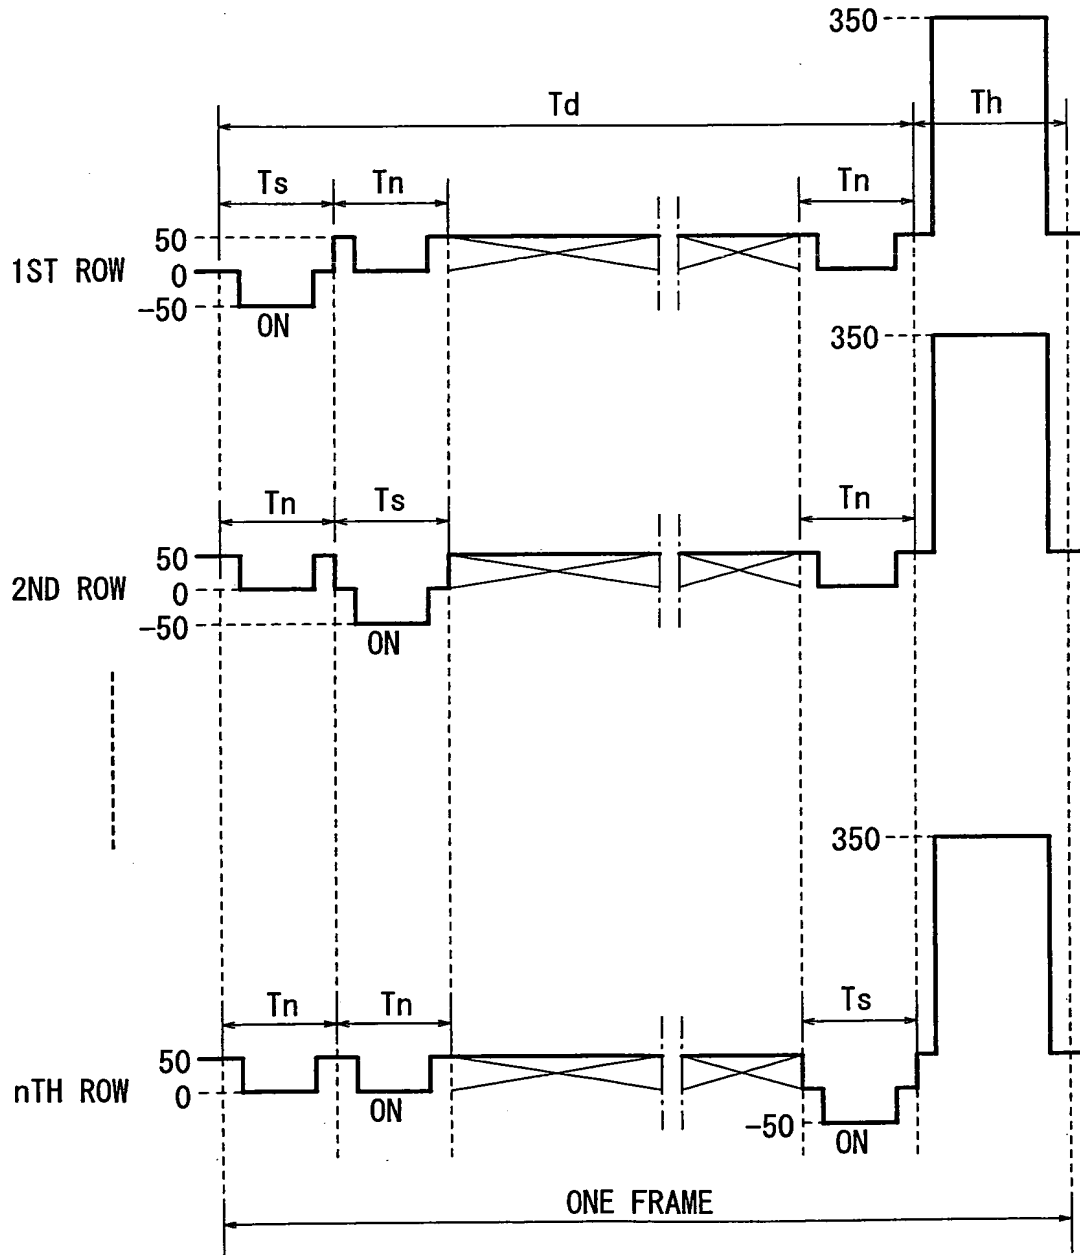 350
Td Th
Ts Tn Tn
50
1ST ROW 0
-50
ON
350
Tn Ts Tn
50
2ND ROW 0
-50
ON
350
Tn Tn Ts
50
nTH ROW 0
ON
-50
ON
ONE FRAME